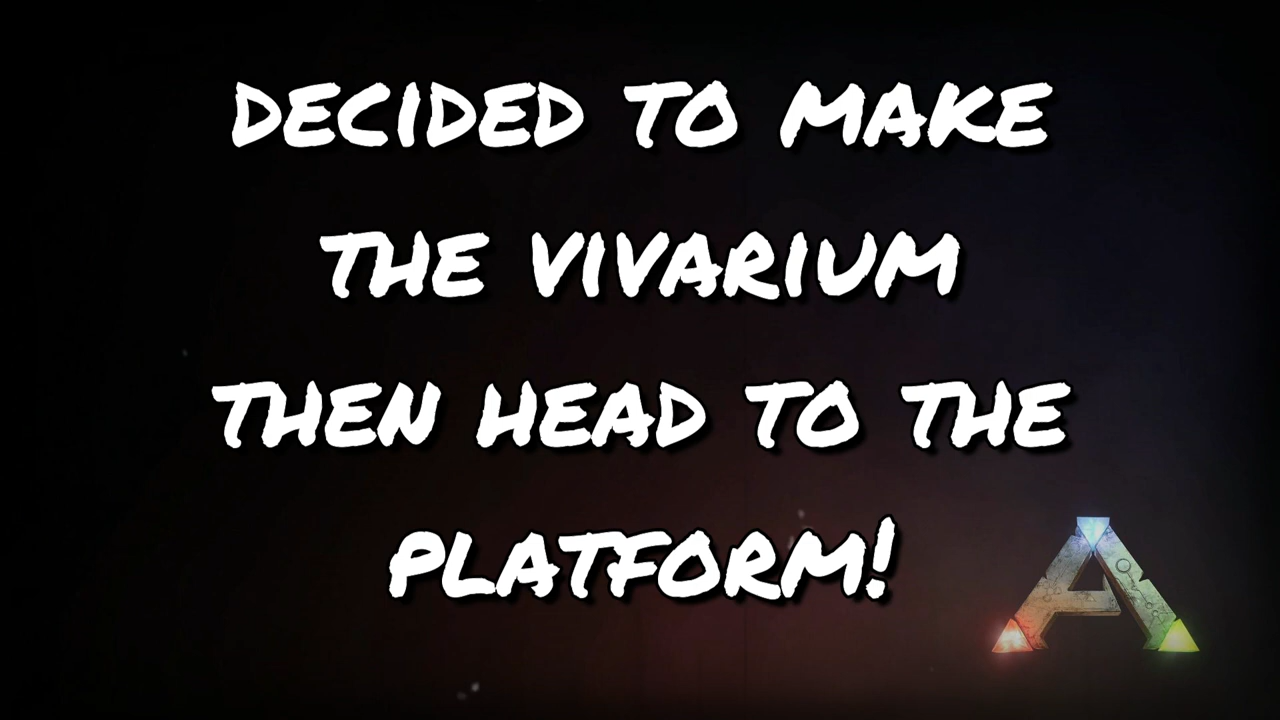 DECIDED TO MAKE
THE VIVARIUM
THEN HEAD TO THE
PLATFORM!